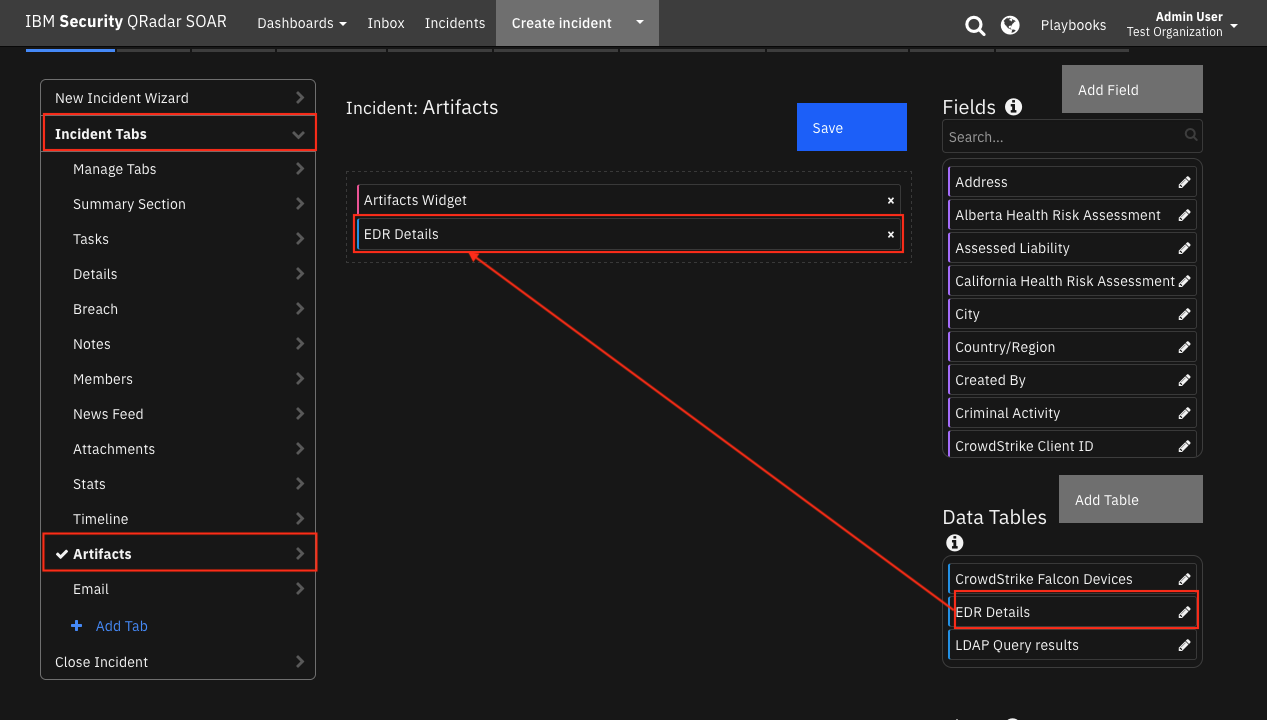 IBM Security QRadar SOAR
Dashboards
Inbox
Incidents
Create incident
Playbooks
Admin User
Test Organization
New Incident Wizard
Incident Tabs
Manage Tabs
Summary Section
Tasks
Details
Breach
Notes
Members
News Feed
Attachments
Stats
Timeline
Artifacts
Email
Add Tab
Close Incident
Incident: Artifacts
Save
Artifacts Widget
EDR Details
Fields
Add Field
Search...
Address
Alberta Health Risk Assessment
Assessed Liability
California Health Risk Assessment
City
Country/Region
Created By
Criminal Activity
CrowdStrike Client ID
Data Tables
Add Table
CrowdStrike Falcon Devices
EDR Details
LDAP Query results